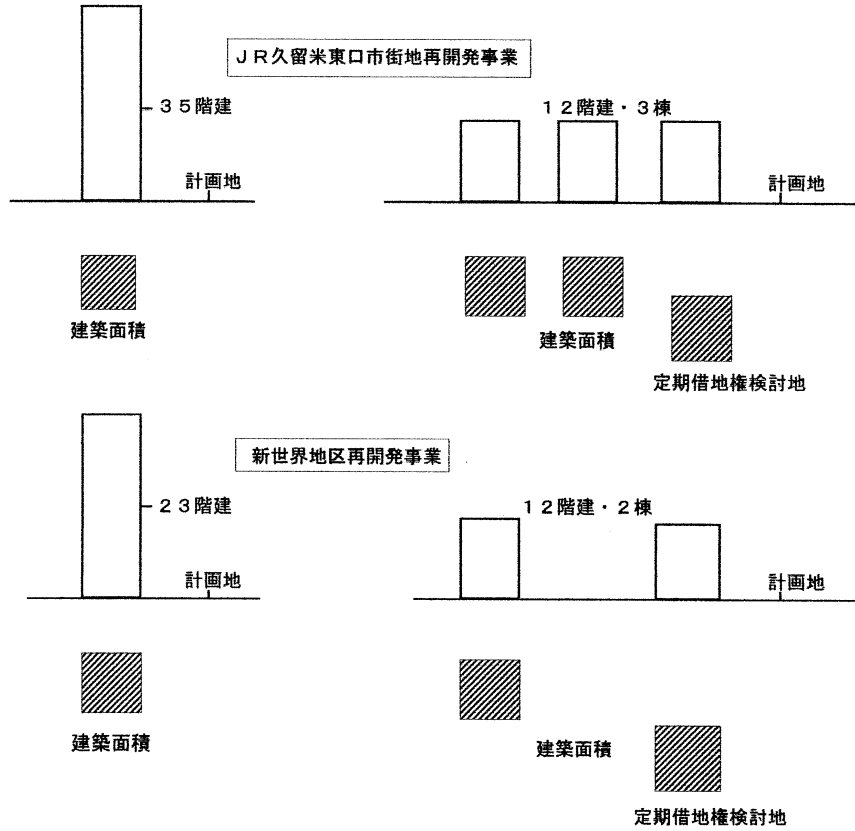 JR久留米東口市街地再開発事業
35階建
12階建・3棟
計画地
計画地
建築面積
建築面積
定期借地権検討地
新世界地区再開発事業
23階建
12階建・2棟
計画地
計画地
建築面積
建築面積
定期借地権検討地